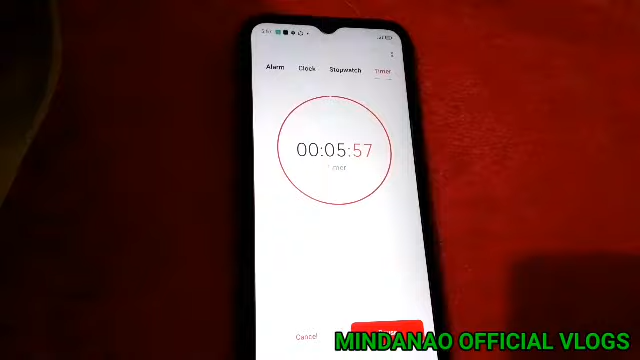 Alarm Clock Stopwatch Timer
00:05:57
Cancel
MINDANAO OFFICIAL VLOGS